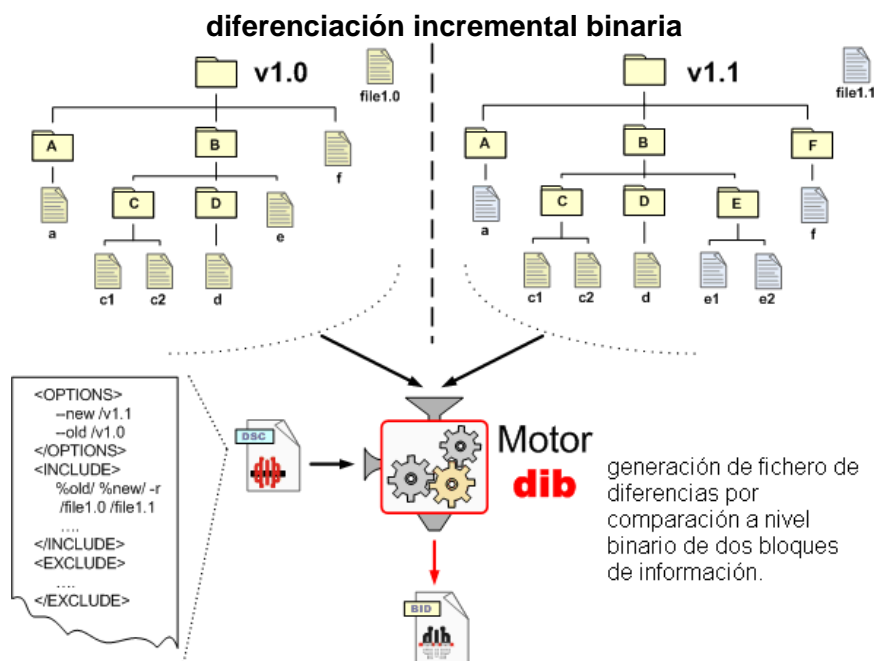 diferenciación incremental binaria
v1.0
file1.0
v1.1
file1.1
A
B
f
A
B
F
a
C
D
e
a
C
D
E
f
c1
c2
d
c1
c2
d
e1
e2
<OPTIONS>
--new /v1.1
--old /v1.0
</OPTIONS>
<INCLUDE>
%old/ %new/ -r
/file1.0 /file1.1
....
</INCLUDE>
<EXCLUDE>
....
</EXCLUDE>
DSC
Motor
dib
generación de fichero de
diferencias por
comparación a nivel
binario de dos bloques
de información.
BID
dib